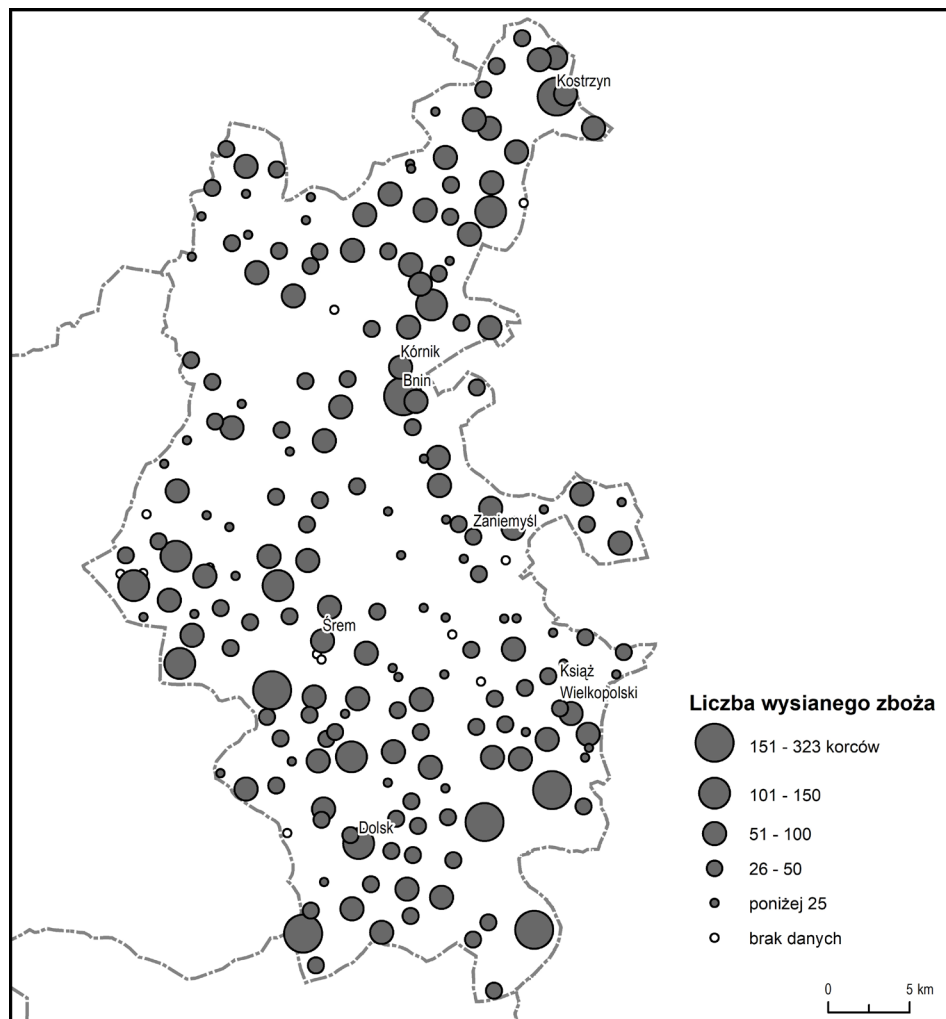 Kostrzyn
Kórnik
Bnin
Zaniemyśl
Śrem
Książ
Wielkopolski
Dolsk
Liczba wysianego zboża
151 - 323 korców
101 - 150
51 - 100
26 - 50
poniżej 25
brak danych
0 5 km